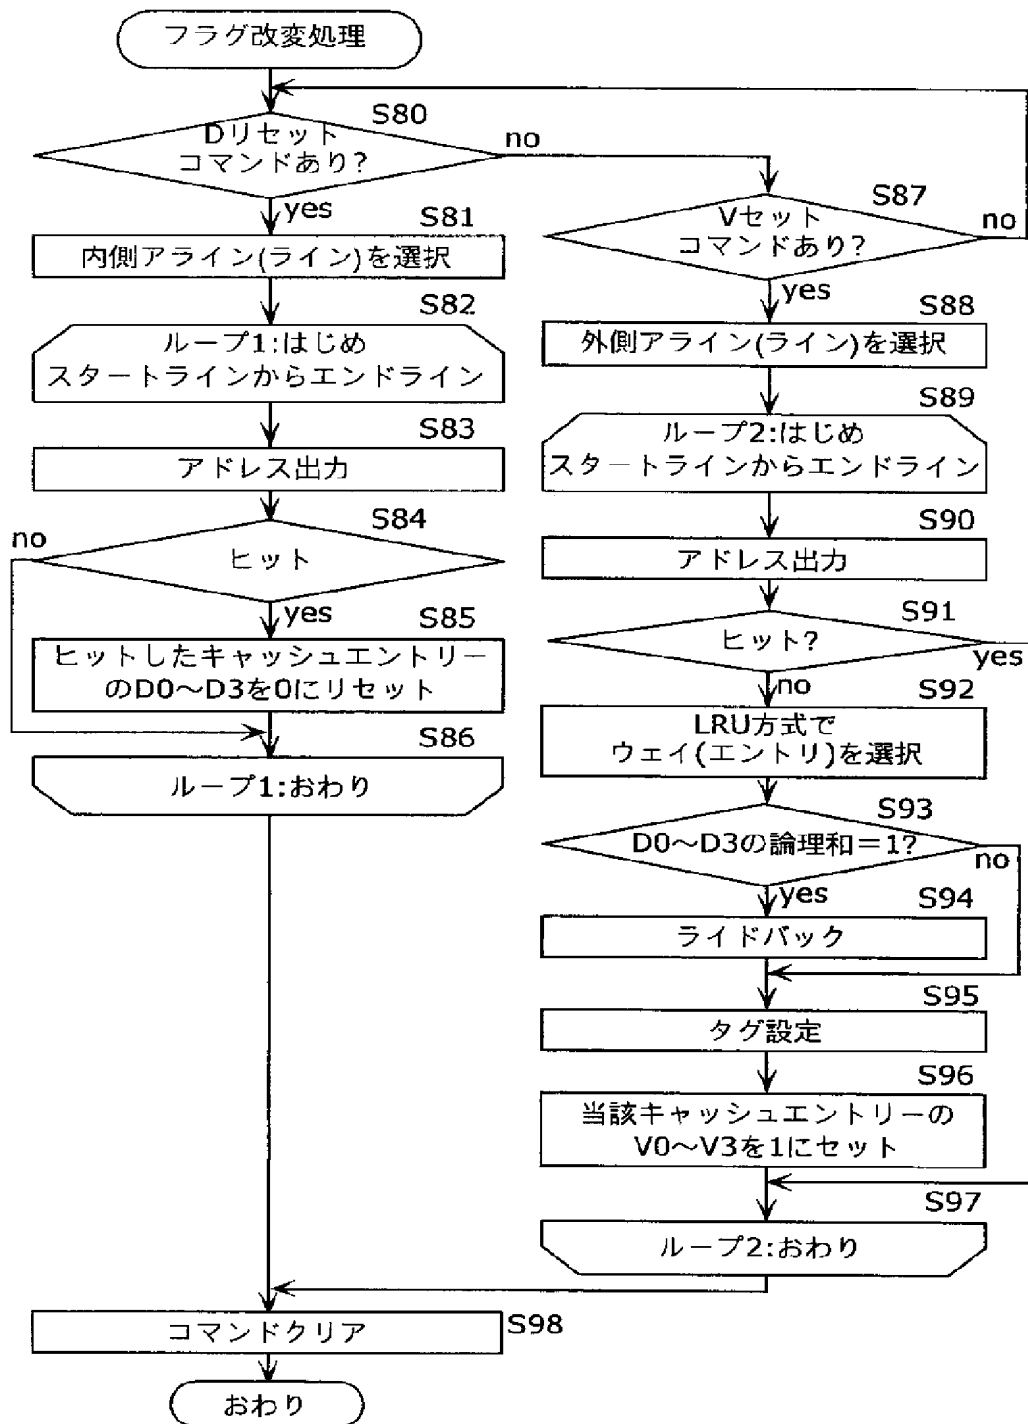 フラグ改変処理
S80
Dリセット
コマンドあり?
no
yes
S81
内側アライン(ライン)を選択
S82
ループ1:はじめ
スタートラインからエンドライン
S83
アドレス出力
S84
no
ヒット
yes
S85
ヒットしたキャッシュエントリー
のD0～D3を0にリセット
S86
ループ1:おわり
S87
Vセット
コマンドあり?
no
yes
S88
外側アライン(ライン)を選択
S89
ループ2:はじめ
スタートラインからエンドライン
S90
アドレス出力
S91
ヒット?
yes
no
S92
LRU方式で
ウェイ(エントリ)を選択
S93
D0～D3の論理和＝1?
no
yes
S94
ライドバック
S95
タグ設定
S96
当該キャッシュエントリーの
V0～V3を1にセット
S97
ループ2:おわり
コマンドクリア
S98
おわり